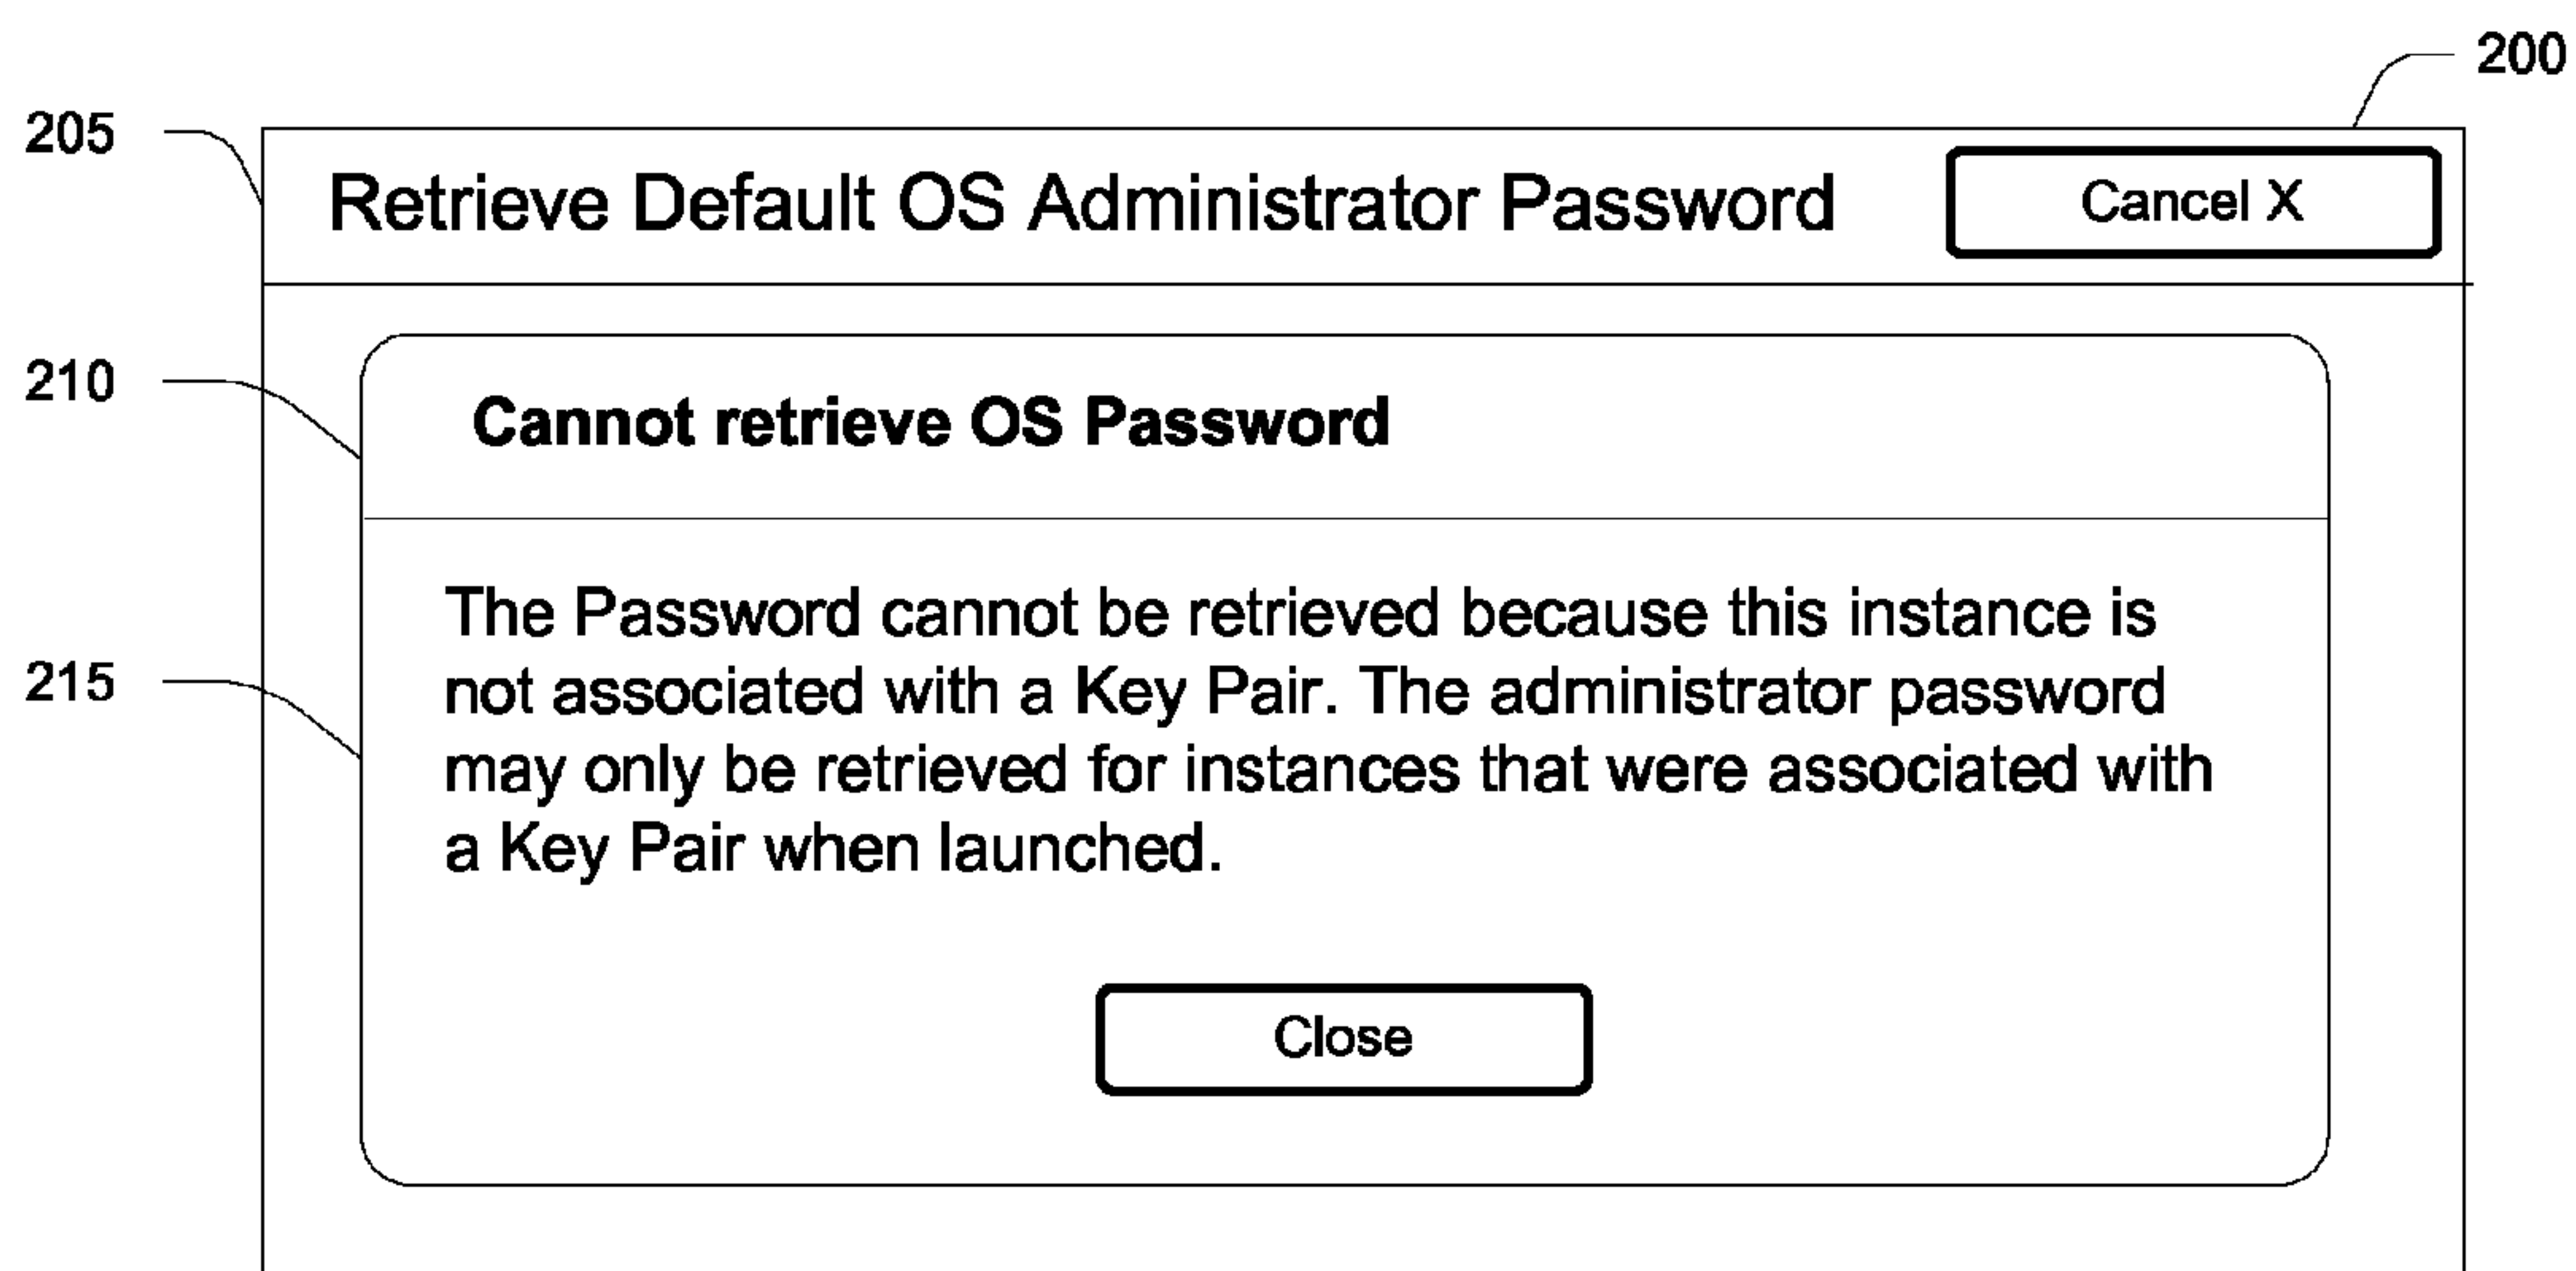 200
205
Retrieve Default OS Administrator Password
Cancel X
210
Cannot retrieve OS Password
215
The Password cannot be retrieved because this instance is
not associated with a Key Pair. The administrator password
may only be retrieved for instances that were associated with
a Key Pair when launched.
Close